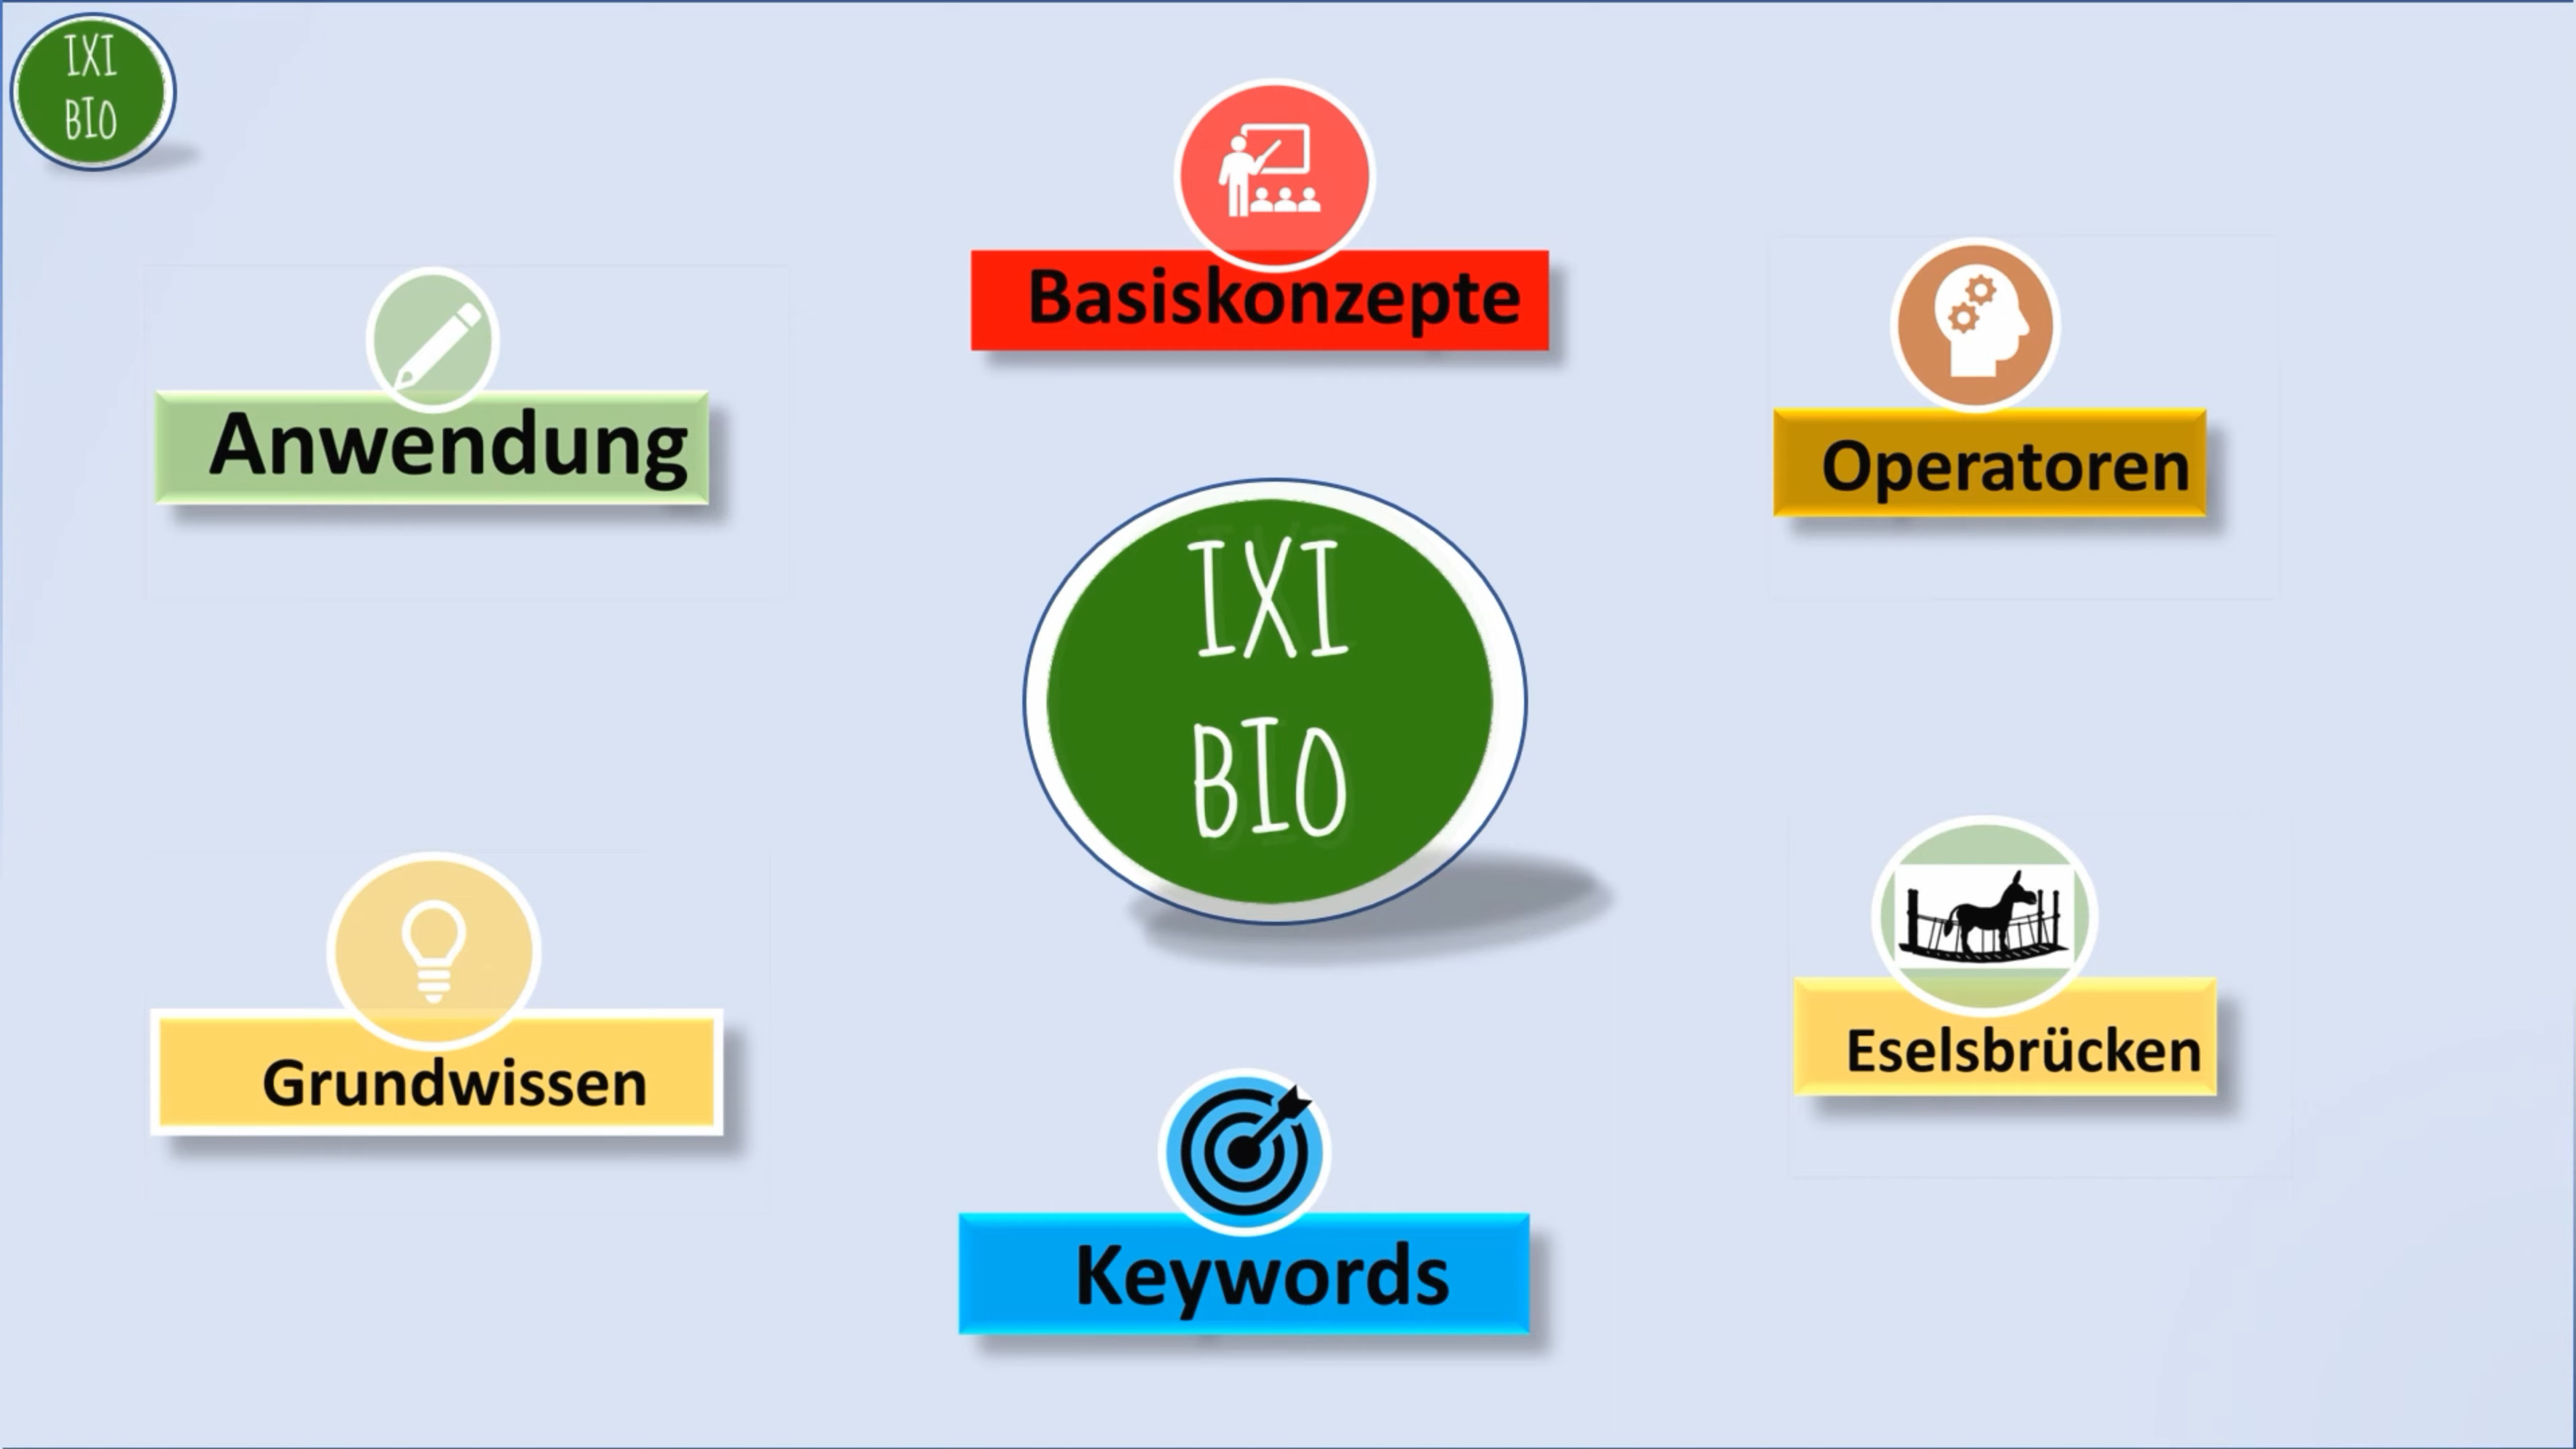 IXI
BIO
Basiskonzepte
Anwendung
Operatoren
IXI
BIO
Grundwissen
Eselsbrücken
Keywords